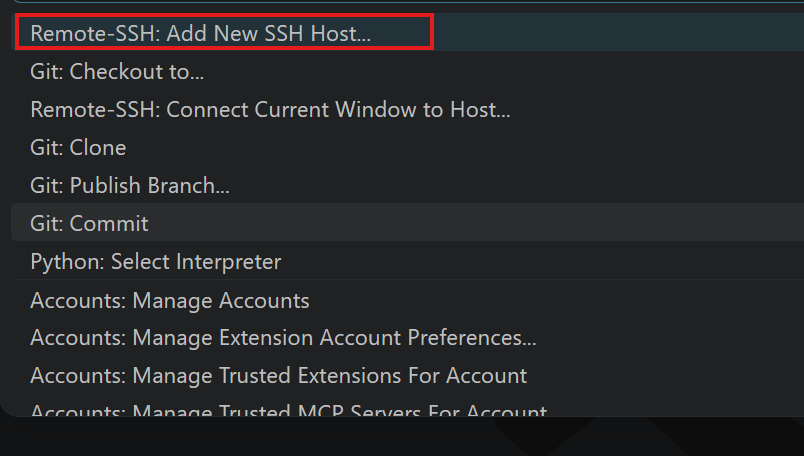 Remote-SSH: Add New SSH Host...
Git: Checkout to...
Remote-SSH: Connect Current Window to Host...
Git: Clone
Git: Publish Branch...
Git: Commit
Python: Select Interpreter
Accounts: Manage Accounts
Accounts: Manage Extension Account Preferences...
Accounts: Manage Trusted Extensions For Account
Accounts: Manage Trusted MCP Servers For Account